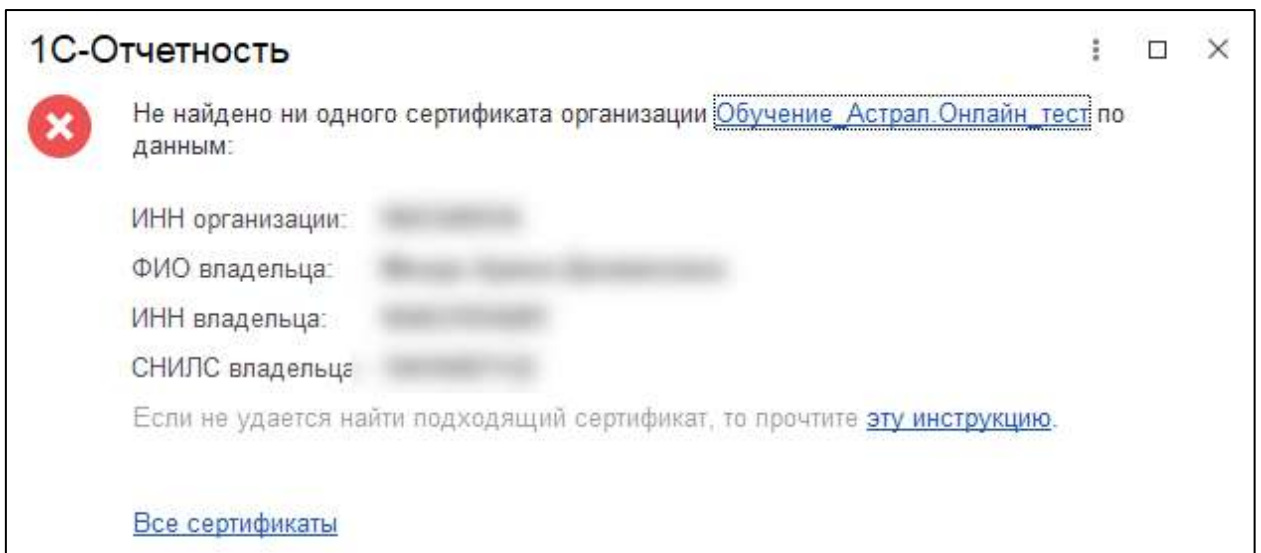 1С-Отчетность
Не найдено ни одного сертификата организации Обучение_Астрал.Онлайн_тест по
данным:
ИНН организации:
ФИО владельца:
ИНН владельца:
СНИЛС владельца
Если не удается найти подходящий сертификат, то прочтите эту инструкцию.
Все сертификаты